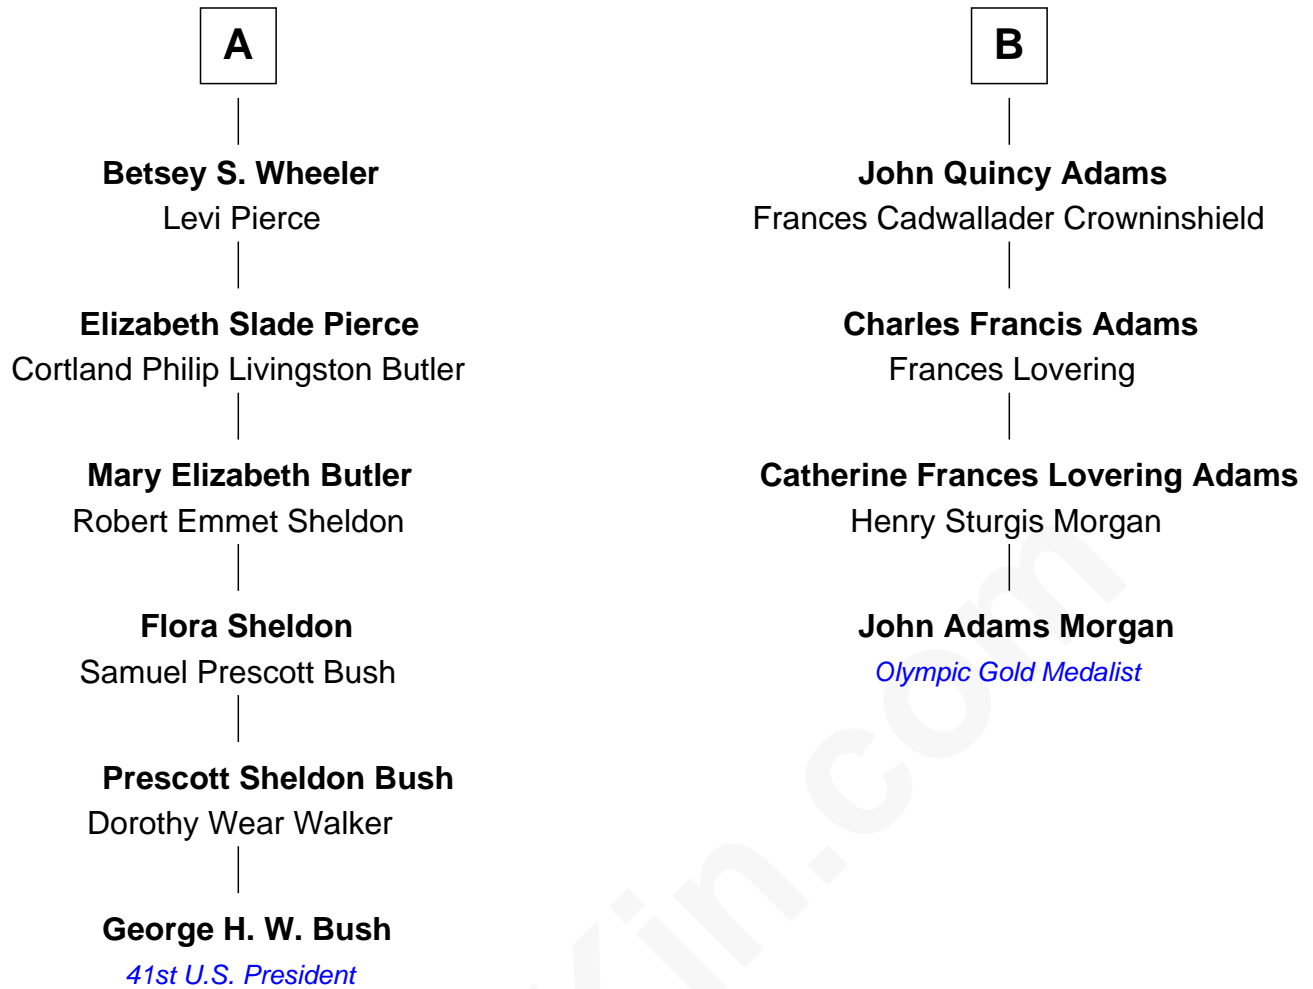 A
Betsey S. Wheeler
Levi Pierce
Elizabeth Slade Pierce
Cortland Philip Livingston Butler
Mary Elizabeth Butler
Robert Emmet Sheldon
Flora Sheldon
Samuel Prescott Bush
Prescott Sheldon Bush
Dorothy Wear Walker
George H. W. Bush
41st U.S. President
B
John Quincy Adams
Frances Cadwallader Crowninshield
Charles Francis Adams
Frances Lovering
Catherine Frances Lovering Adams
Henry Sturgis Morgan
John Adams Morgan
Olympic Gold Medalist